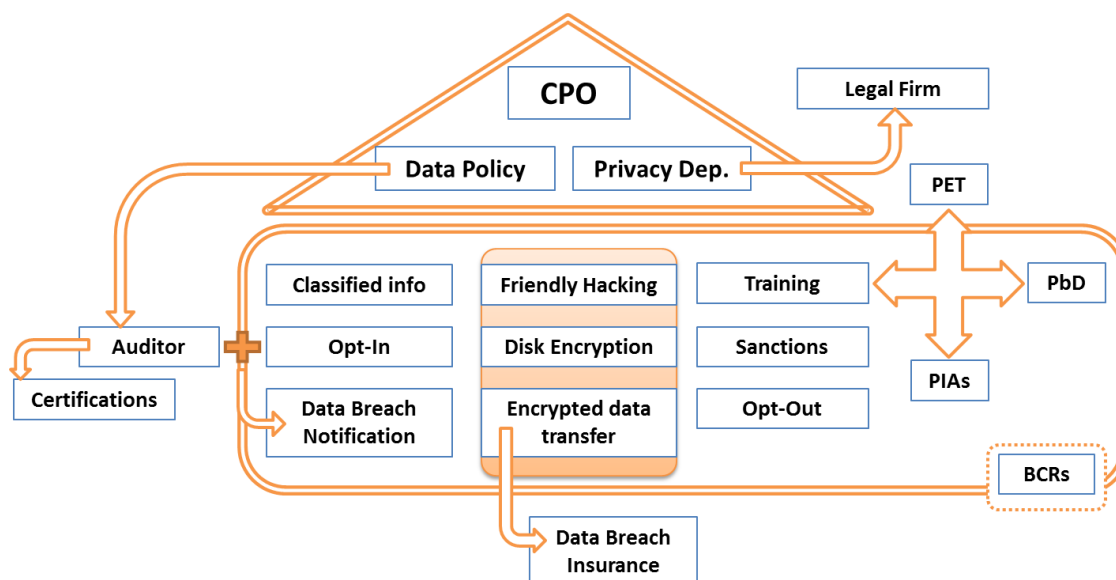 CPO
Legal Firm
Data Policy
Privacy Dep.
PET
Classified info
Friendly Hacking
Training
PbD
Auditor
Opt-In
Disk Encryption
Sanctions
Certifications
PIAs
Data Breach
Notification
Encrypted data
transfer
Opt-Out
BCRs
Data Breach
Insurance